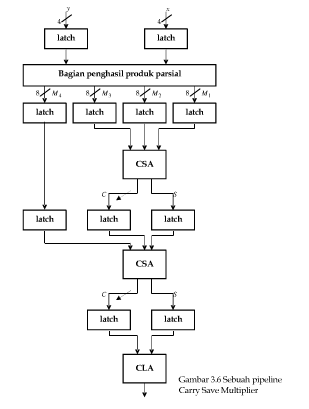 y x
4 4
latch latch
Bagian penghasil produk parsial
8 M4 8 M3 8 M2 8 M1
latch latch latch latch
CSA
C S
latch latch latch
CSA
C S
latch latch
CLA
Gambar 3.6 Sebuah pipeline
Carry Save Multiplier